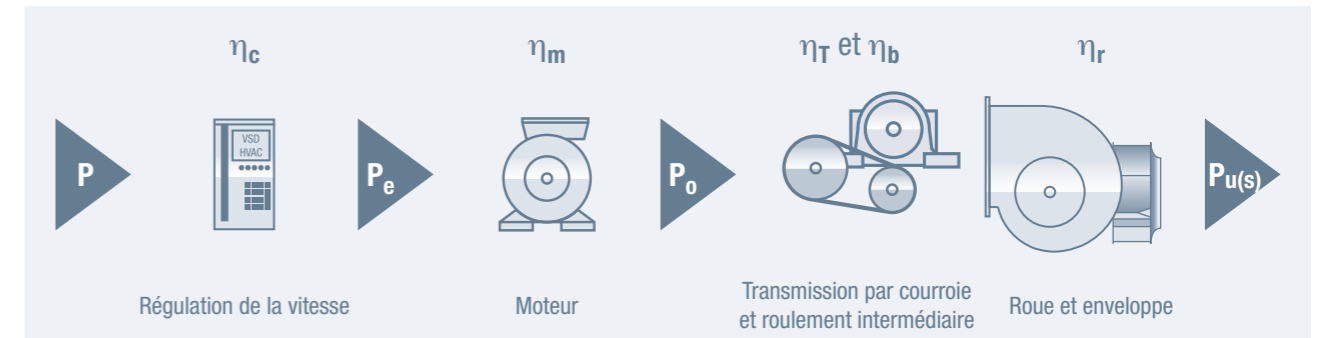 ηc
ηm
ηT et ηb
ηr
P
VSD
HVAC
Pe
Po
Pu(s)
Régulation de la vitesse
Moteur
Transmission par courroie
et roulement intermédiaire
Roue et enveloppe